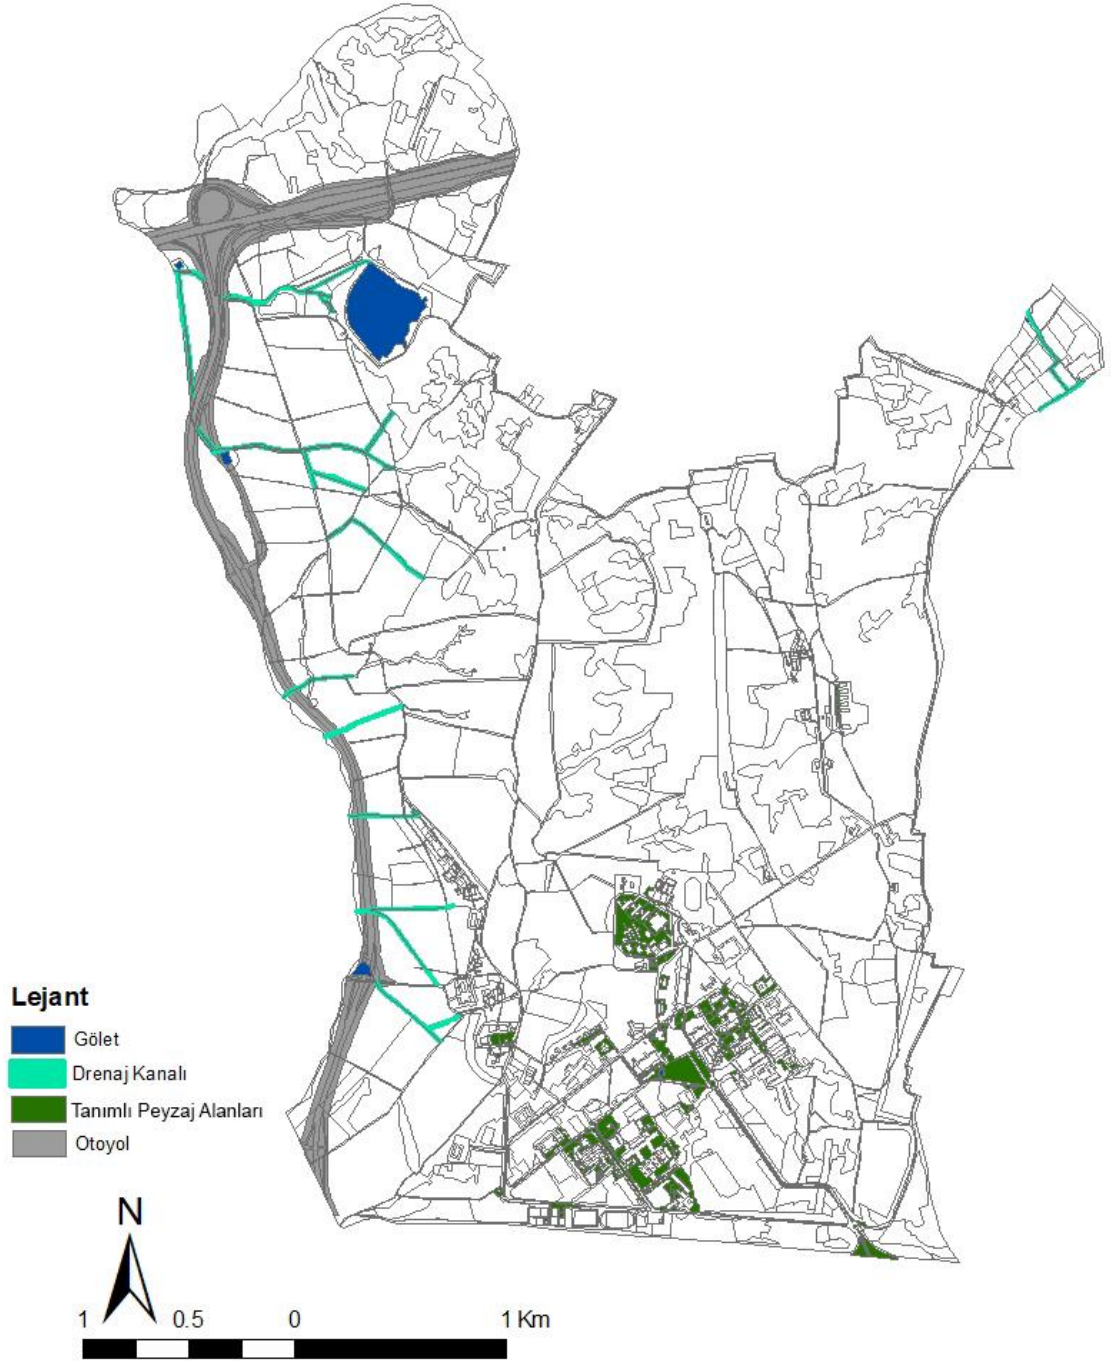 Lejant
Gölet
Drenaj Kanalı
Tanımlı Peyzaj Alanları
Otoyol
N
1 0.5 0 1 Km